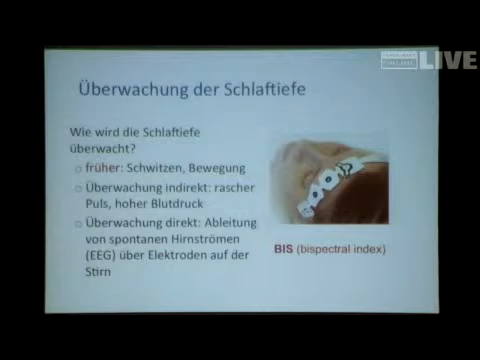 LIVE
Überwachung der Schlaftiefe
Wie wird die Schlaftiefe
überwacht?
früher: Schwitzen, Bewegung
Überwachung indirekt: rascher
Puls, hoher Blutdruck
Überwachung direkt: Ableitung
von spontanen Hirnströmen
(EEG) über Elektroden auf der
Stirn
BIS (bispectral index)